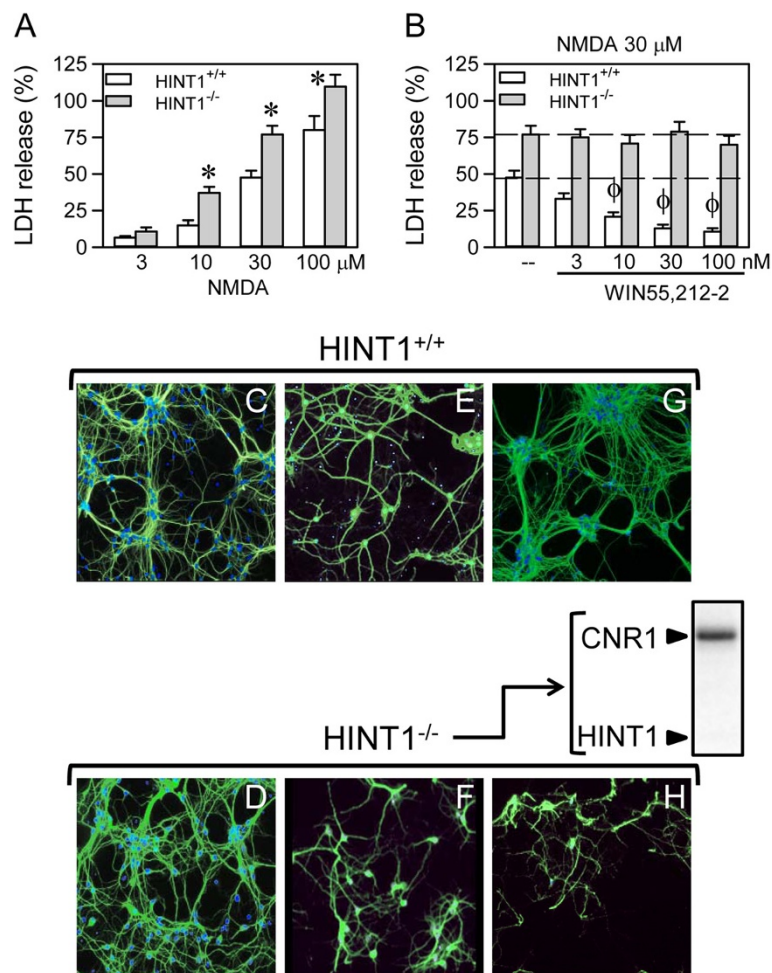 A
LDH release (%)
125
100
75
50
25
0
HINT1+/+
HINT1-/-
*
*
*
3 10 30 100 μM
NMDA
B
NMDA 30 μM
LDH release (%)
125
100
75
50
25
0
HINT1+/+
HINT1-/-
ϕ ϕ ϕ
-- 3 10 30 100 nM
WIN55,212-2
HINT1+/+
C E G
CNR1
HINT1-/-
HINT1
D F H